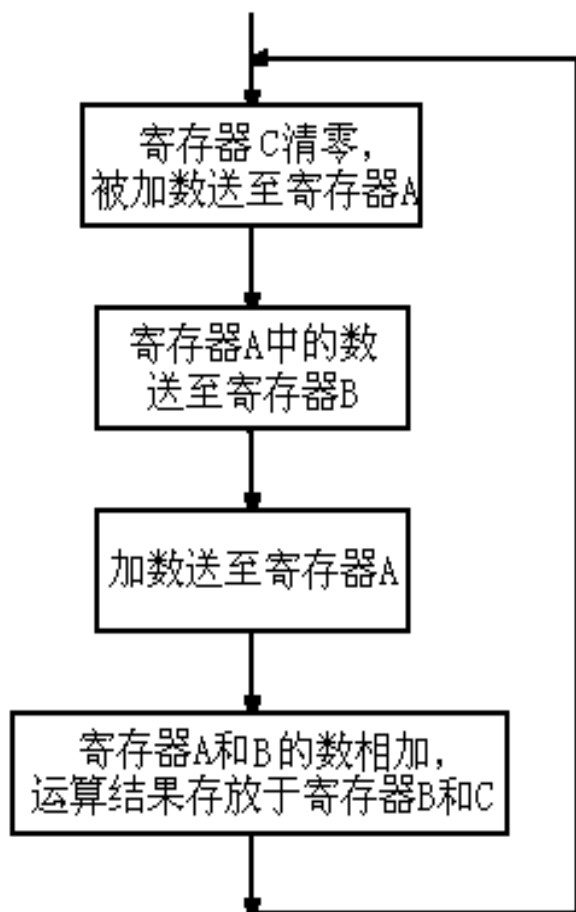 寄存器C清零，
被加数送至寄存器A
寄存器A中的数
送至寄存器B
加数送至寄存器A
寄存器A和B的数相加，
运算结果存放于寄存器B和C